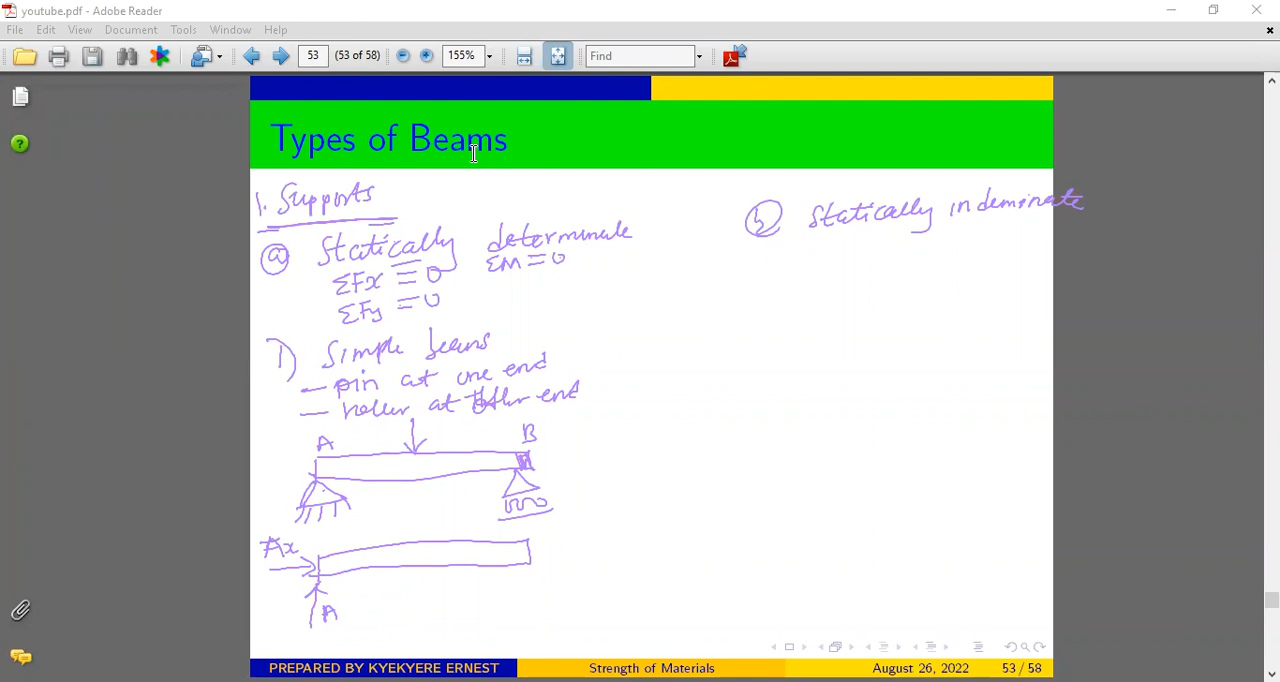 youtube.pdf - Adobe Reader
File Edit View Document Tools Window Help
53 (53 of 58) 155% Find
Types of Beams
1. Supports
(a) Statically determinate
ΣFx = 0 ΣM = 0
ΣFy = 0
1) Simple beams
— pin at one end
— roller at other end
A B
Ax
A
(b) Statically indeminate
PREPARED BY KYEKYERE ERNEST Strength of Materials August 26, 2022 53 / 58